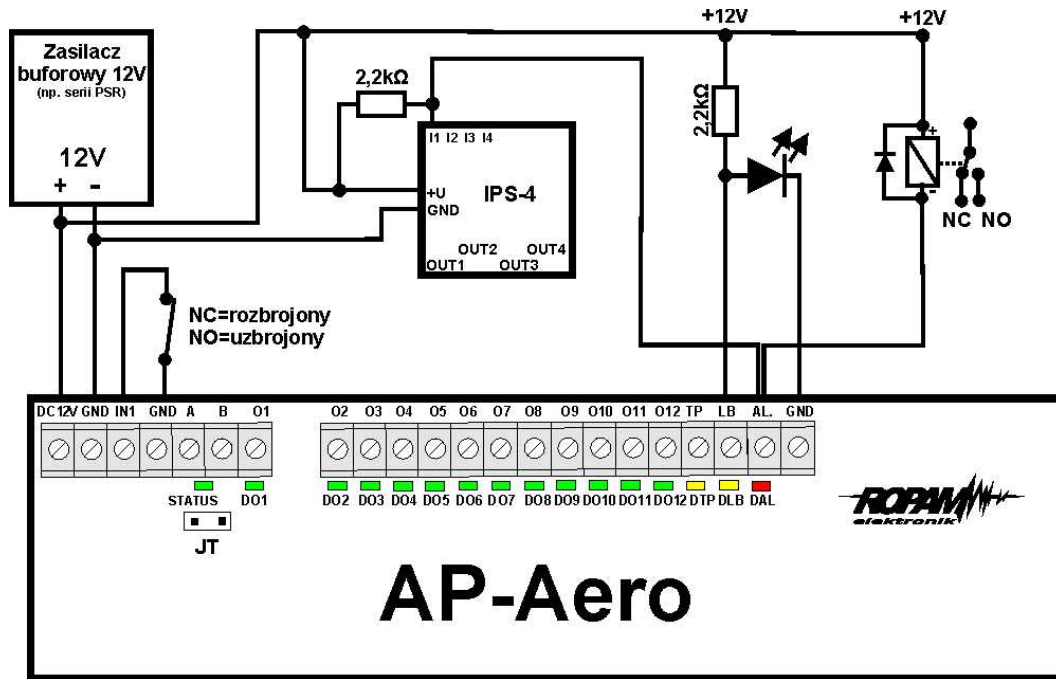 +12V
+12V
Zasilacz
buforowy 12V
(np. serii PSR)
12V
+ -
2,2kΩ
2,2kΩ
I1 I2 I3 I4
+U
GND
IPS-4
OUT2 OUT4
OUT1 OUT3
+
-
NC NO
NC=rozbrojony
NO=uzbrojony
DC12V GND IN1 GND A B O1 O2 O3 O4 O5 O6 O7 O8 O9 O10 O11 O12 TP LB AL. GND
STATUS DO1 DO2 DO3 DO4 DO5 DO6 DO7 DO8 DO9 DO10 DO11 DO12 DTP DLB DAL
JT
ROPAM
elektronik
AP-Aero